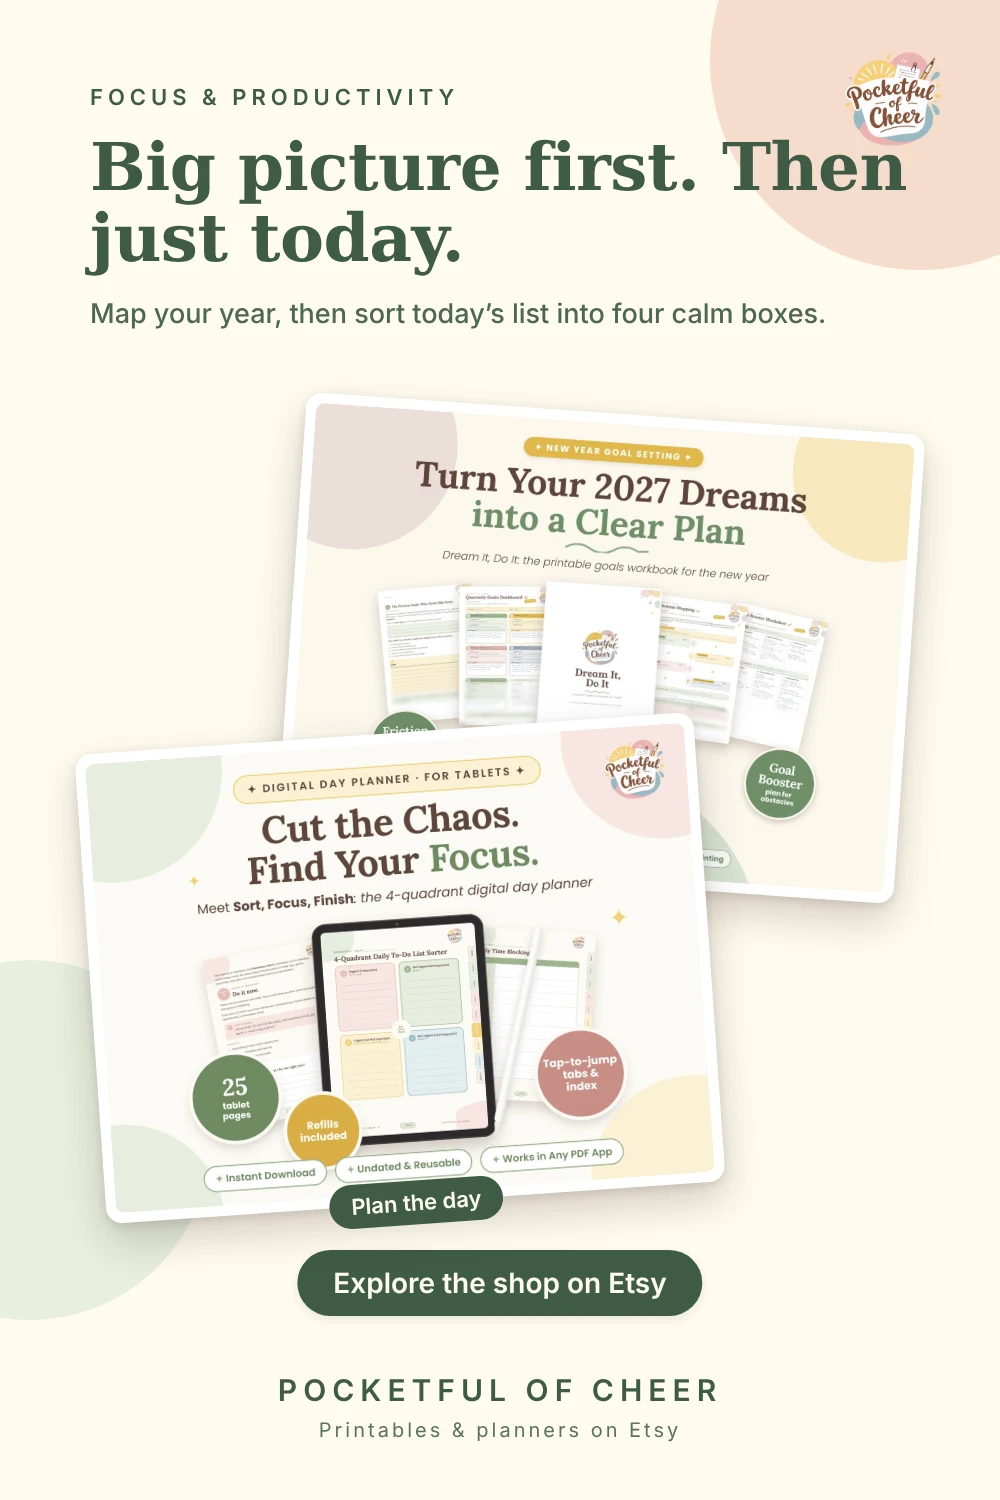 FOCUS & PRODUCTIVITY
Pocketful
of
Cheer
Big picture first. Then
just today.
Map your year, then sort today’s list into four calm boxes.
✦ NEW YEAR GOAL SETTING ✦
Turn Your 2027 Dreams
into a Clear Plan
Dream It, Do It: the printable goals workbook for the new year
Quarterly Goals Dashboard
Pocketful
of
Cheer
Dream It,
Do It
Goal
Booster
plan for
obstacles
✦ DIGITAL DAY PLANNER · FOR TABLETS ✦
Pocketful
of
Cheer
Cut the Chaos.
Find Your Focus.
Meet Sort, Focus, Finish: the 4-quadrant digital day planner
4-Quadrant Daily To-Do List Sorter
Do it now.
25
tablet
pages
Refills
included
Tap-to-jump
tabs &
index
✦ Instant Download
✦ Undated & Reusable
✦ Works in Any PDF App
Plan the day
Explore the shop on Etsy
POCKETFUL OF CHEER
Printables & planners on Etsy